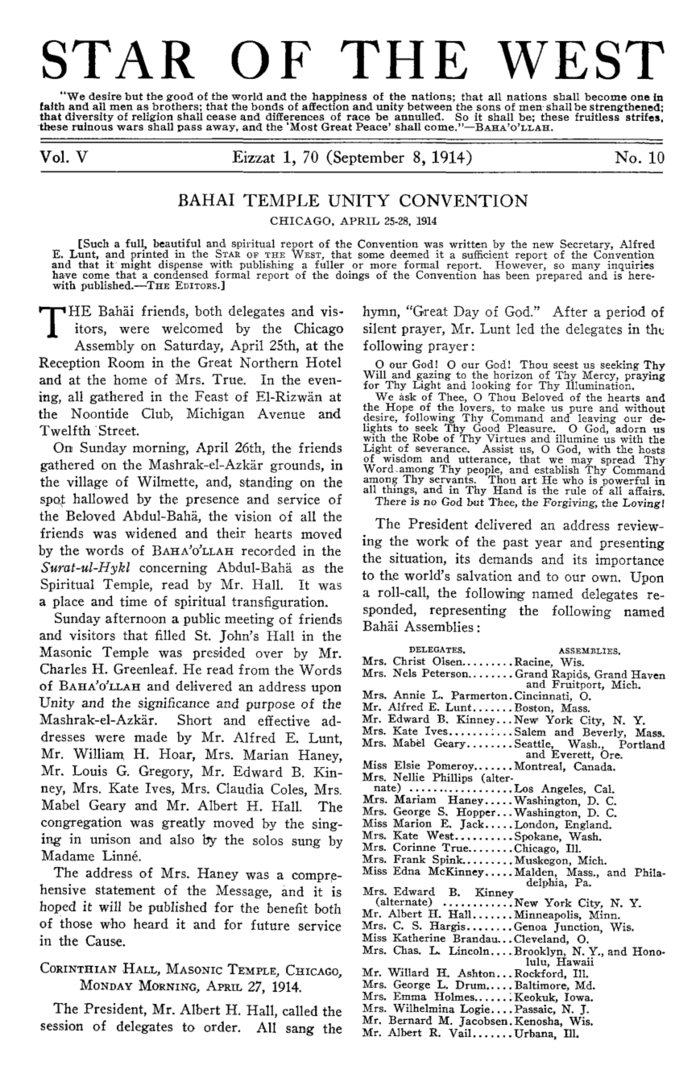 STAR OF THE WEST
"We desire but the good of the world and the happiness of the nations; that all nations shall become one in
faith and all men as brothers; that the bonds of affection and unity between the sons of men shall be strengthened;
that diversity of religion shall cease and differences of race be annulled. So it shall be; these fruitless strifes,
these ruinous wars shall pass away, and the 'Most Great Peace' shall come."—BAHA'O'LLAH.
Vol. V Eizzat 1, 70 (September 8, 1914) No. 10
BAHAI TEMPLE UNITY CONVENTION
CHICAGO, APRIL 25-28, 1914
[Such a full, beautiful and spiritual report of the Convention was written by the new Secretary, Alfred
E. Lunt, and printed in the STAR OF THE WEST, that some deemed it a sufficient report of the Convention
and that it might dispense with publishing a fuller or more formal report. However, so many inquiries
have come that a condensed formal report of the doings of the Convention has been prepared and is here-
with published.—THE EDITORS.]
THE Bahäi friends, both delegates and vis-
itors, were welcomed by the Chicago
Assembly on Saturday, April 25th, at the
Reception Room in the Great Northern Hotel
and at the home of Mrs. True. In the even-
ing, all gathered in the Feast of El-Rizwän at
the Noontide Club, Michigan Avenue and
Twelfth Street.
On Sunday morning, April 26th, the friends
gathered on the Mashrak-el-Azkär grounds, in
the village of Wilmette, and, standing on the
spot hallowed by the presence and service of
the Beloved Abdul-Bahä, the vision of all the
friends was widened and their hearts moved
by the words of BAHA'O'LLAH recorded in the
Surat-ul-Hykl concerning Abdul-Bahä as the
Spiritual Temple, read by Mr. Hall. It was
a place and time of spiritual transfiguration.
Sunday afternoon a public meeting of friends
and visitors that filled St. John's Hall in the
Masonic Temple was presided over by Mr.
Charles H. Greenleaf. He read from the Words
of BAHA'O'LLAH and delivered an address upon
Unity and the significance and purpose of the
Mashrak-el-Azkär. Short and effective ad-
dresses were made by Mr. Alfred E. Lunt,
Mr. William H. Hoar, Mrs. Marian Haney,
Mr. Louis G. Gregory, Mr. Edward B. Kin-
ney, Mrs. Kate Ives, Mrs. Claudia Coles, Mrs.
Mabel Geary and Mr. Albert H. Hall. The
congregation was greatly moved by the sing-
ing in unison and also by the solos sung by
Madame Linné.
The address of Mrs. Haney was a compre-
hensive statement of the Message, and it is
hoped it will be published for the benefit both
of those who heard it and for future service
in the Cause.
CORINTHIAN HALL, MASONIC TEMPLE, CHICAGO,
MONDAY MORNING, APRIL 27, 1914.
The President, Mr. Albert H. Hall, called the
session of delegates to order. All sang the
hymn, "Great Day of God." After a period of
silent prayer, Mr. Lunt led the delegates in the
following prayer:
O our God! O our God! Thou seest us seeking Thy
Will and gazing to the horizon of Thy Mercy, praying
for Thy Light and looking for Thy Illumination.
We ask of Thee, O Thou Beloved of the hearts and
the Hope of the lovers, to make us pure and without
desire, following Thy Command and leaving our de-
lights to seek Thy Good Pleasure. O God, adorn us
with the Robe of Thy Virtues and illumine us with the
Light of severance. Assist us, O God, with the hosts
of wisdom and utterance, that we may spread Thy
Word among Thy people, and establish Thy Command
among Thy servants. Thou art He who is powerful in
all things, and in Thy Hand is the rule of all affairs.
There is no God but Thee, the Forgiving, the Loving!
The President delivered an address review-
ing the work of the past year and presenting
the situation, its demands and its importance
to the world's salvation and to our own. Upon
a roll-call, the following named delegates re-
sponded, representing the following named
Bahäi Assemblies:
DELEGATES. ASSEMBLIES.
Mrs. Christ Olsen.........Racine, Wis.
Mrs. Nels Peterson........Grand Rapids, Grand Haven
and Fruitport, Mich.
Mrs. Annie L. Parmerton.Cincinnati, O.
Mr. Alfred E. Lunt.......Boston, Mass.
Mr. Edward B. Kinney...New York City, N. Y.
Mrs. Kate Ives...........Salem and Beverly, Mass.
Mrs. Mabel Geary........Seattle, Wash., Portland
and Everett, Ore.
Miss Elsie Pomeroy.......Montreal, Canada.
Mrs. Nellie Phillips (alter-
nate) .................Los Angeles, Cal.
Mrs. Mariam Haney.....Washington, D. C.
Mrs. George S. Hopper...Washington, D. C.
Miss Marion E. Jack.....London, England.
Mrs. Kate West..........Spokane, Wash.
Mrs. Corinne True........Chicago, Ill.
Mrs. Frank Spink.........Muskegon, Mich.
Miss Edna McKinney.....Malden, Mass., and Phila-
delphia, Pa.
Mrs. Edward B. Kinney
(alternate) ............New York City, N. Y.
Mr. Albert H. Hall.......Minneapolis, Minn.
Mrs. C. S. Hargis........Genoa Junction, Wis.
Miss Katherine Brandau...Cleveland, O.
Mrs. Chas. L. Lincoln....Brooklyn, N. Y., and Hono-
lulu, Hawaii
Mr. Willard H. Ashton...Rockford, Ill.
Mrs. George L. Drum.....Baltimore, Md.
Mrs. Emma Holmes.......Keokuk, Iowa.
Mrs. Wilhelmina Logie....Passaic, N. J.
Mr. Bernard M. Jacobsen.Kenosha, Wis.
Mr. Albert R. Vail.......Urbana, Ill.